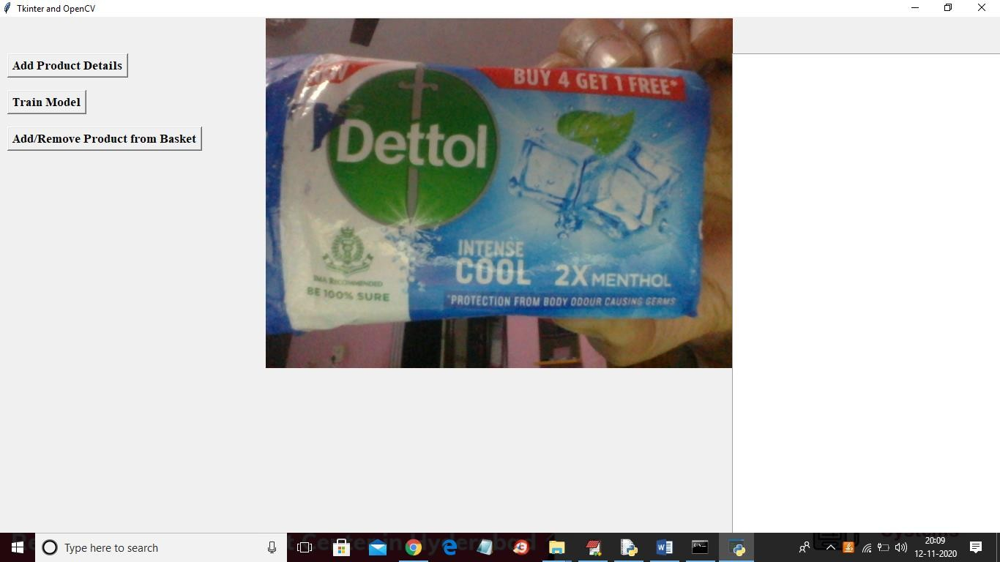 Tkinter and OpenCV
Add Product Details
Train Model
Add/Remove Product from Basket
NEW
BUY 4 GET 1 FREE*
Dettol
INTENSE
COOL
2X MENTHOL
IMA RECOMMENDED
BE 100% SURE
*PROTECTION FROM BODY ODOUR CAUSING GERMS
Type here to search
20:09
12-11-2020